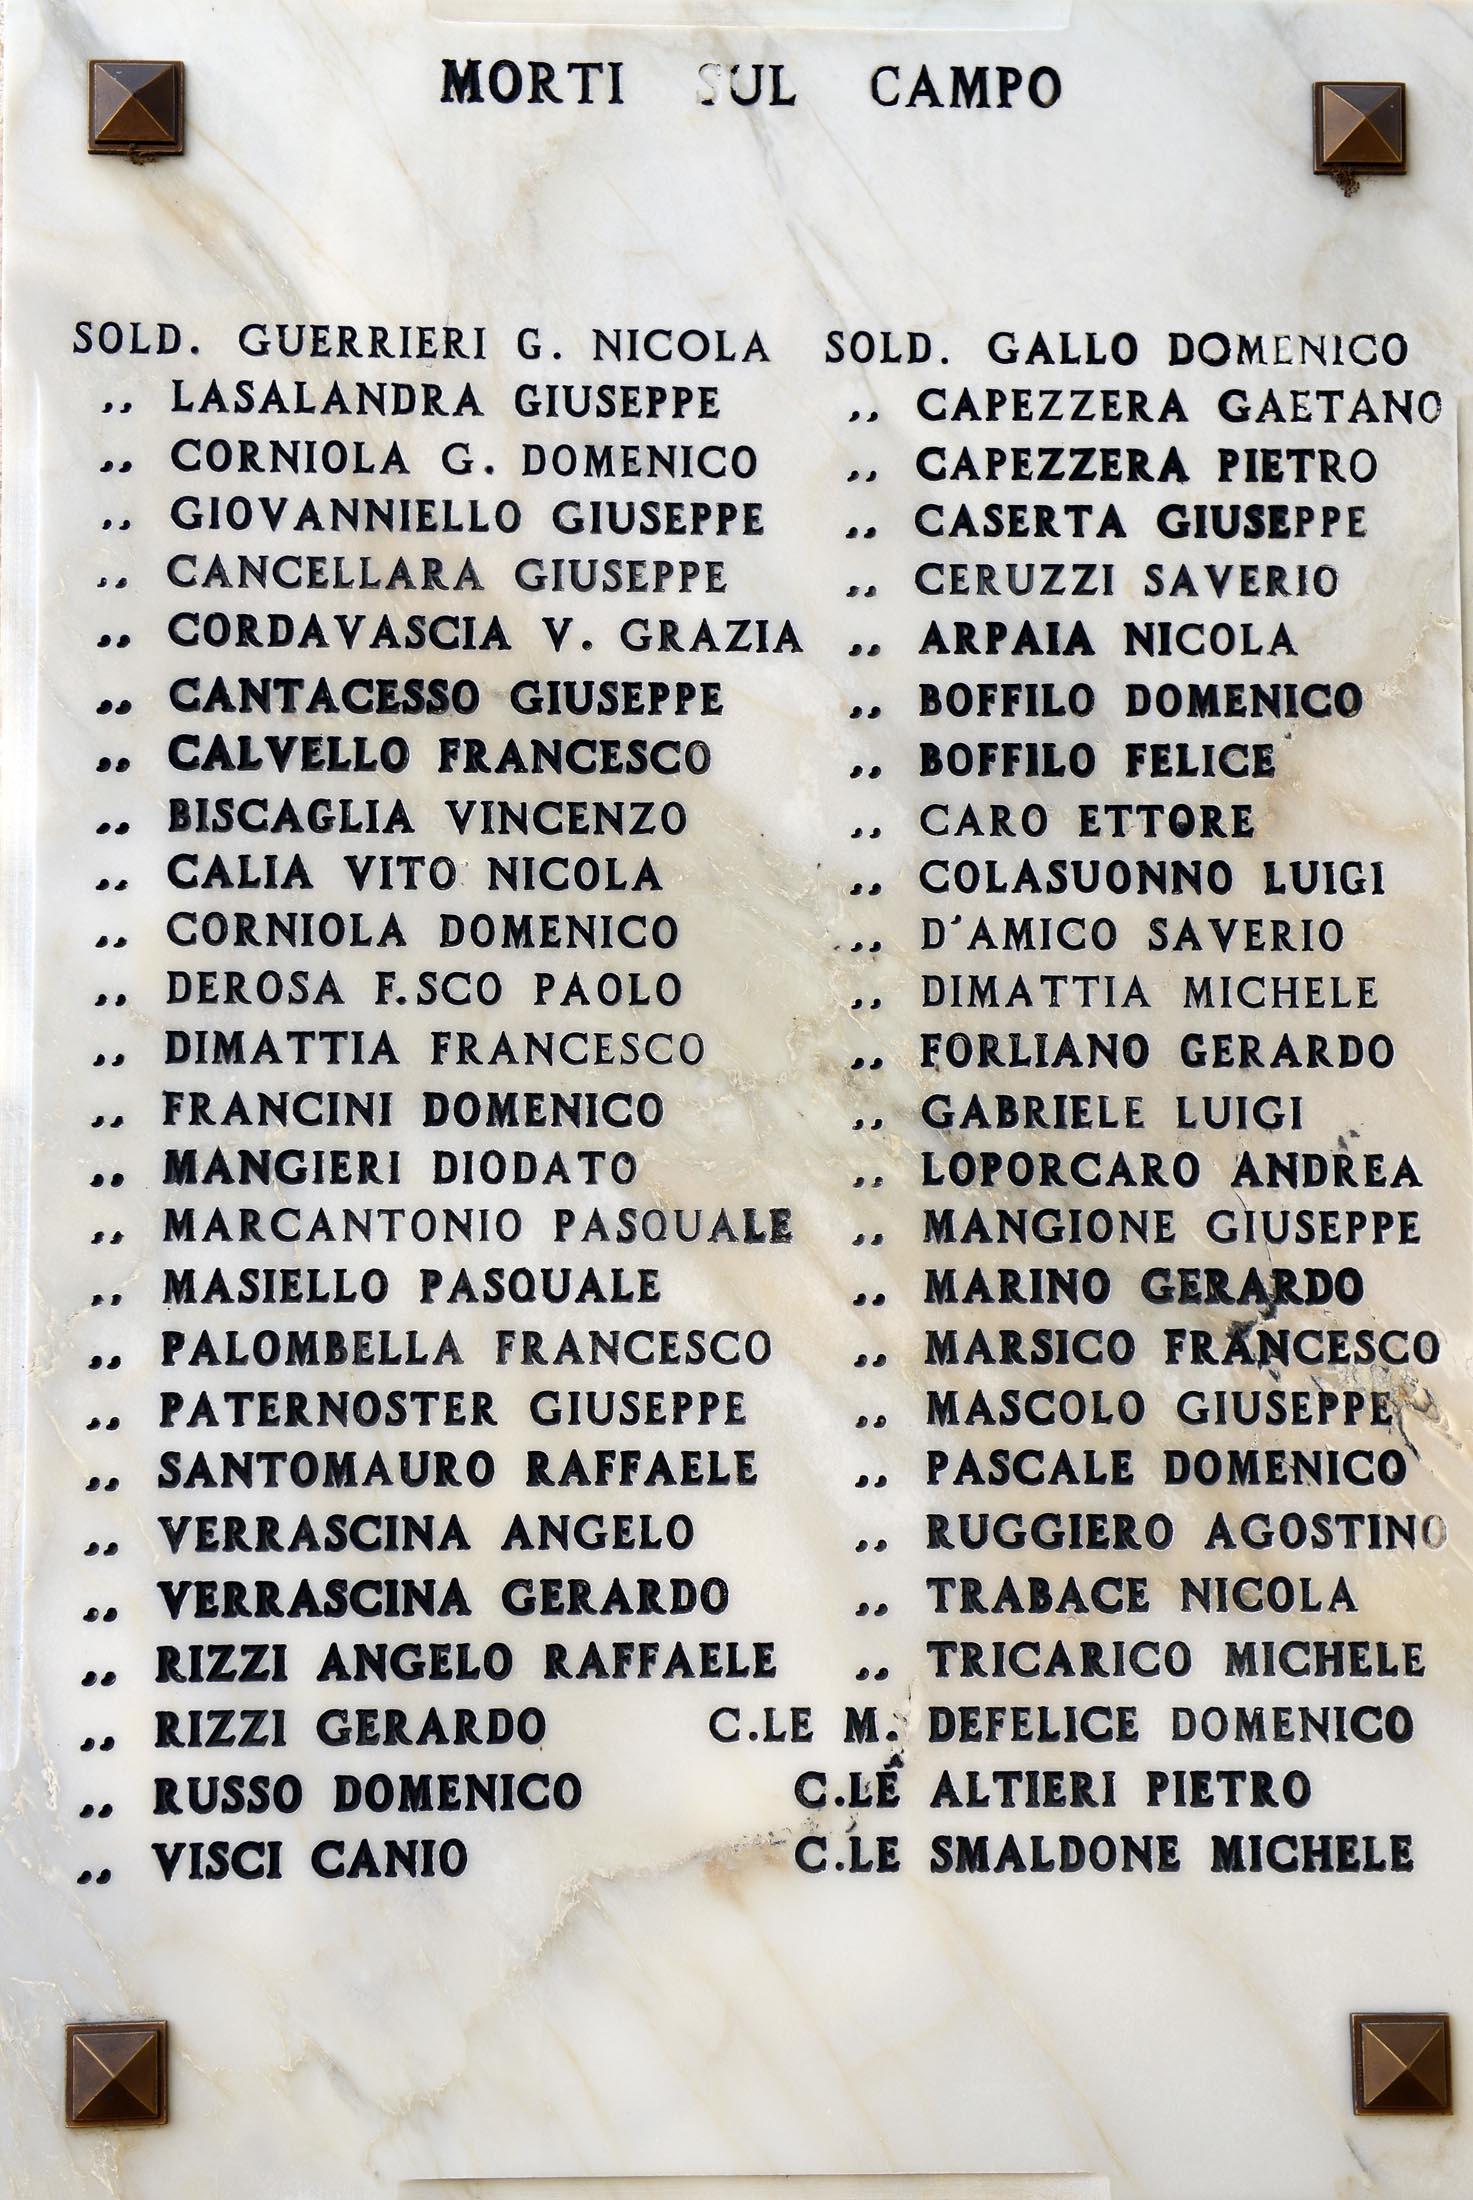 MORTI SUL CAMPO
SOLD. GUERRIERI G. NICOLA
,, LASALANDRA GIUSEPPE
,, CORNIOLA G. DOMENICO
,, GIOVANNIELLO GIUSEPPE
,, CANCELLARA GIUSEPPE
,, CORDAVASCIA V. GRAZIA
,, CANTACESSO GIUSEPPE
,, CALVELLO FRANCESCO
,, BISCAGLIA VINCENZO
,, CALIA VITO NICOLA
,, CORNIOLA DOMENICO
,, DEROSA F.SCO PAOLO
,, DIMATTIA FRANCESCO
,, FRANCINI DOMENICO
,, MANGIERI DIODATO
,, MARCANTONIO PASQUALE
,, MASIELLO PASQUALE
,, PALOMBELLA FRANCESCO
,, PATERNOSTER GIUSEPPE
,, SANTOMAURO RAFFAELE
,, VERRASCINA ANGELO
,, VERRASCINA GERARDO
,, RIZZI ANGELO RAFFAELE
,, RIZZI GERARDO
,, RUSSO DOMENICO
,, VISCI CANIO
SOLD. GALLO DOMENICO
,, CAPEZZERA GAETANO
,, CAPEZZERA PIETRO
,, CASERTA GIUSEPPE
,, CERUZZI SAVERIO
,, ARPAIA NICOLA
,, BOFFILO DOMENICO
,, BOFFILO FELICE
,, CARO ETTORE
,, COLASUONNO LUIGI
,, D'AMICO SAVERIO
,, DIMATTIA MICHELE
,, FORLIANO GERARDO
,, GABRIELE LUIGI
,, LOPORCARO ANDREA
,, MANGIONE GIUSEPPE
,, MARINO GERARDO
,, MARSICO FRANCESCO
,, MASCOLO GIUSEPPE
,, PASCALE DOMENICO
,, RUGGIERO AGOSTINO
,, TRABACE NICOLA
,, TRICARICO MICHELE
C.LE M. DEFELICE DOMENICO
C.LE ALTIERI PIETRO
C.LE SMALDONE MICHELE